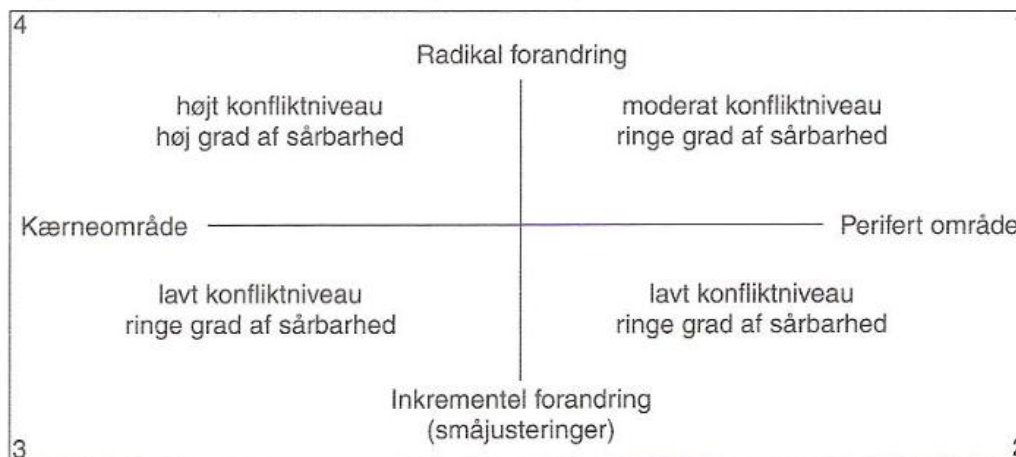 4
Radikal forandring
højt konfliktniveau
høj grad af sårbarhed
moderat konfliktniveau
ringe grad af sårbarhed
Kærneområde
Perifert område
lavt konfliktniveau
ringe grad af sårbarhed
lavt konfliktniveau
ringe grad af sårbarhed
Inkrementel forandring
(småjusteringer)
3